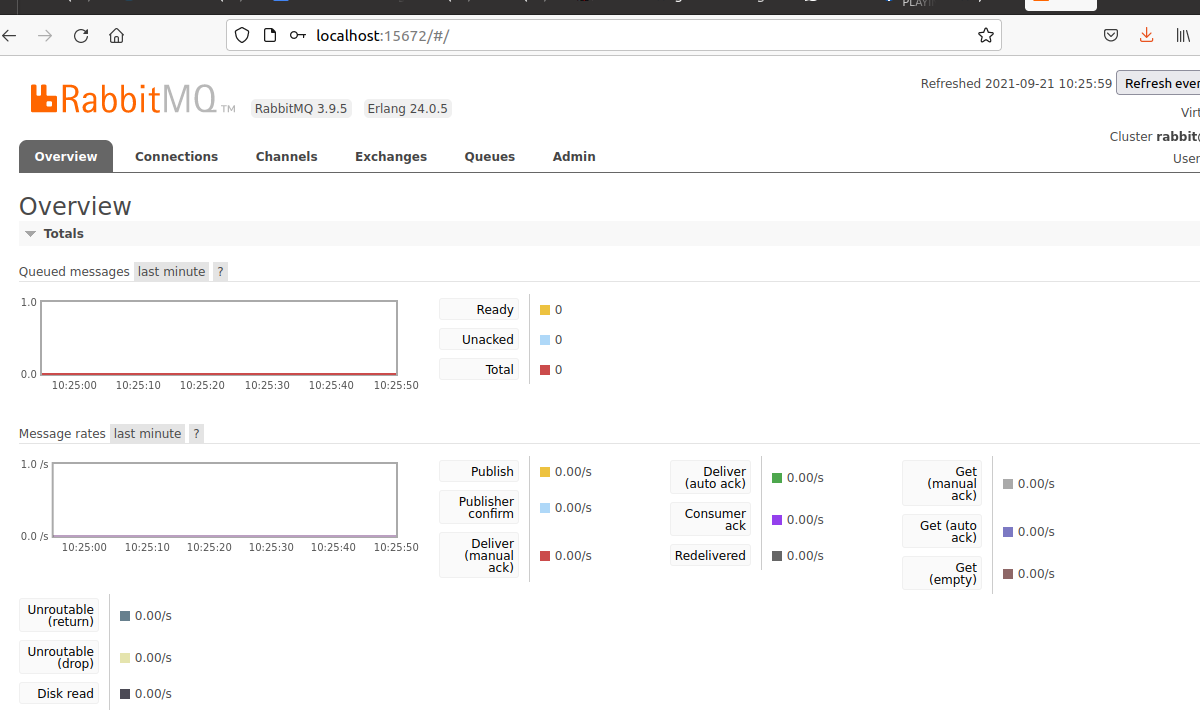 localhost:15672/#/
RabbitMQ TM RabbitMQ 3.9.5 Erlang 24.0.5
Refreshed 2021-09-21 10:25:59 Refresh ever
Virt
Cluster rabbit@
User
Overview Connections Channels Exchanges Queues Admin
Overview
Totals
Queued messages last minute ?
1.0
0.0
10:25:00 10:25:10 10:25:20 10:25:30 10:25:40 10:25:50
Ready 0
Unacked 0
Total 0
Message rates last minute ?
1.0 /s
0.0 /s
10:25:00 10:25:10 10:25:20 10:25:30 10:25:40 10:25:50
Publish 0.00/s
Publisher
confirm 0.00/s
Deliver
(manual
ack) 0.00/s
Deliver
(auto ack) 0.00/s
Consumer
ack 0.00/s
Redelivered 0.00/s
Get
(manual
ack) 0.00/s
Get (auto
ack) 0.00/s
Get
(empty) 0.00/s
Unroutable
(return) 0.00/s
Unroutable
(drop) 0.00/s
Disk read 0.00/s